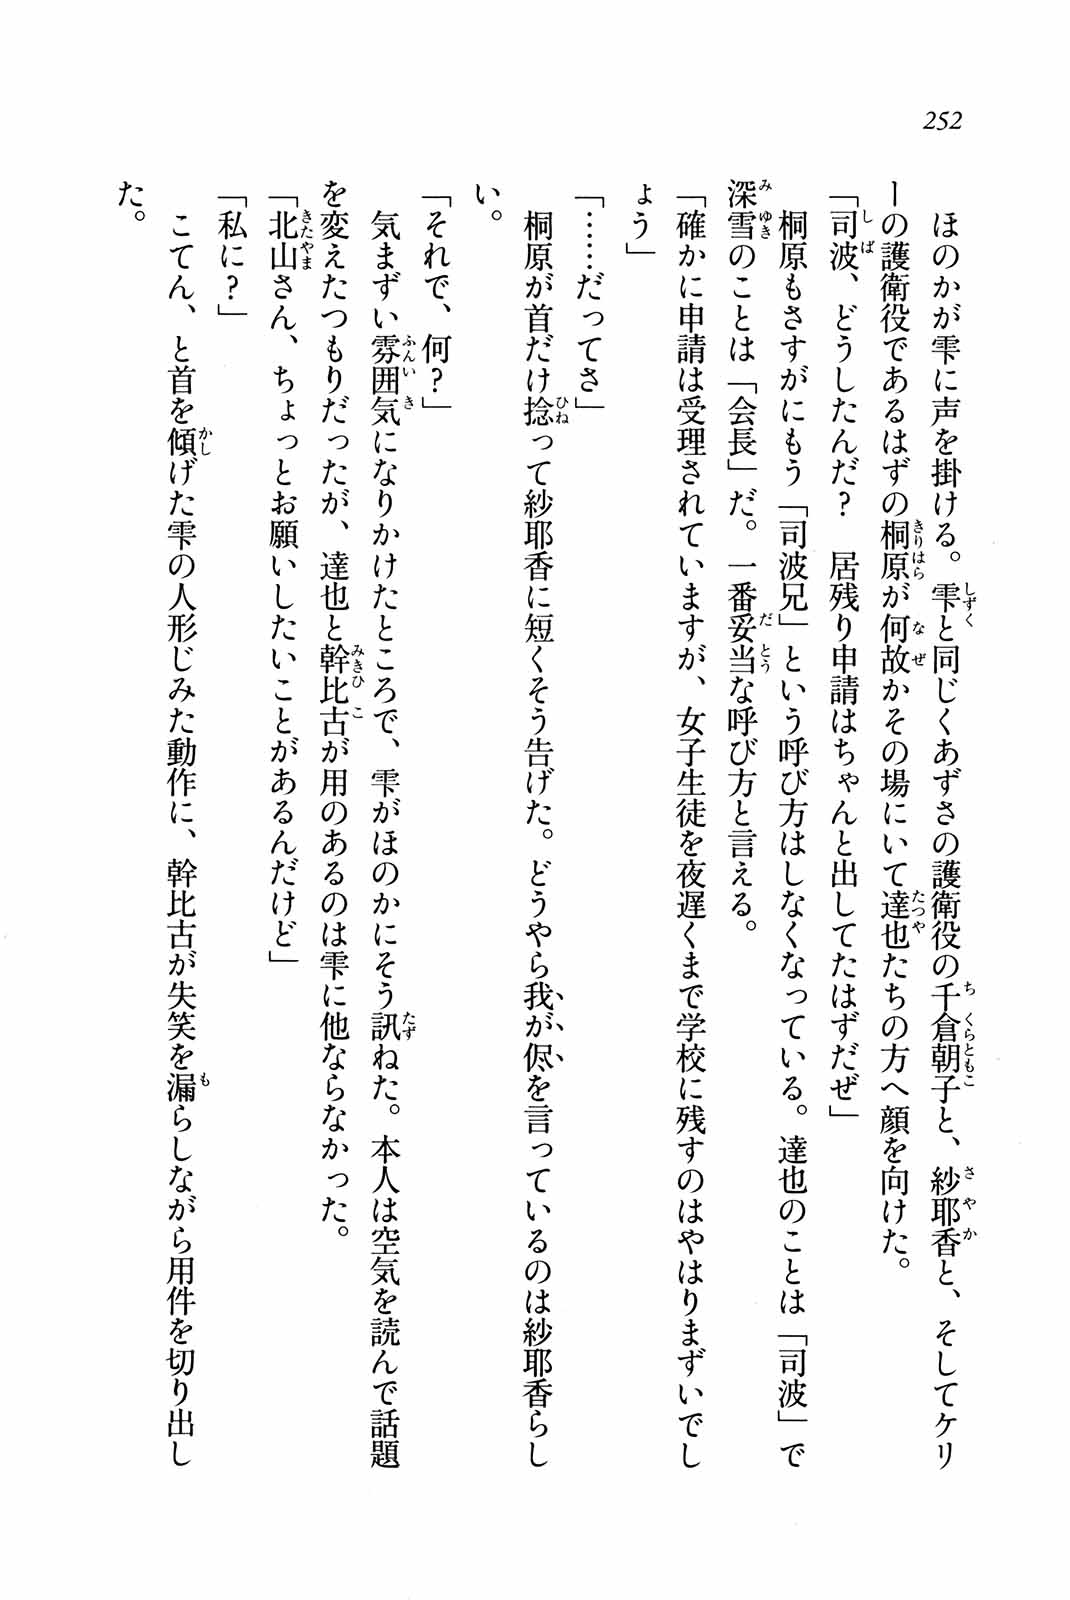 252
ほのかが雫に声を掛ける。雫と同じくあずさの護衛役の千倉朝子と、紗耶香と、そしてケリ
ーの護衛役であるはずの桐原が何故かその場にいて達也たちの方へ顔を向けた。
「司波、どうしたんだ？　居残り申請はちゃんと出してたはずだぜ」
桐原もさすがにもう「司波兄」という呼び方はしなくなっている。達也のことは「司波」で
深雪のことは「会長」だ。一番妥当な呼び方と言える。
「確かに申請は受理されていますが、女子生徒を夜遅くまで学校に残すのはやはりまずいでし
ょう」
「……だってさ」
桐原が首だけ捻って紗耶香に短くそう告げた。どうやら我が侭を言っているのは紗耶香らし
い。
「それで、何？」
気まずい雰囲気になりかけたところで、雫がほのかにそう訊ねた。本人は空気を読んで話題
を変えたつもりだったが、達也と幹比古が用のあるのは雫に他ならなかった。
「北山さん、ちょっとお願いしたいことがあるんだけど」
「私に？」
こてん、と首を傾げた雫の人形じみた動作に、幹比古が失笑を漏らしながら用件を切り出し
た。